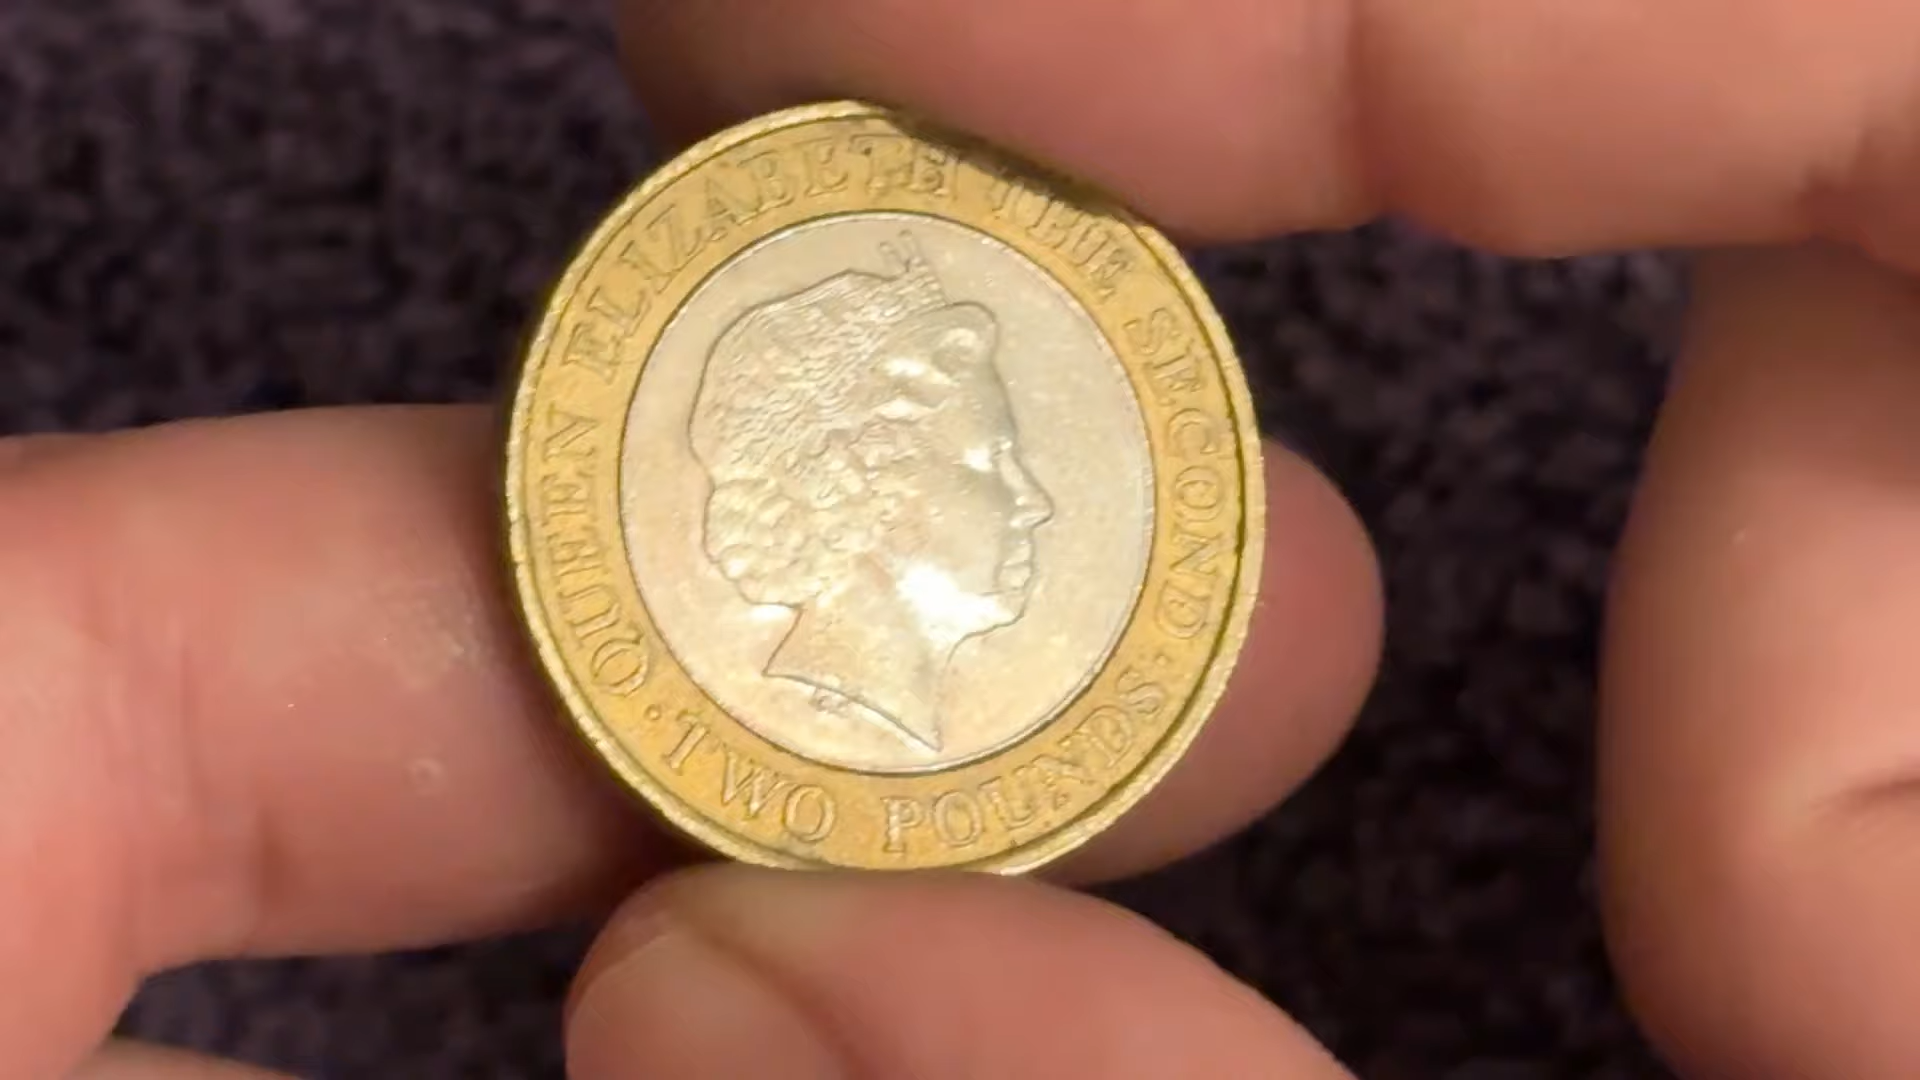 QUEEN ELIZABETH THE SECOND
· TWO POUNDS ·